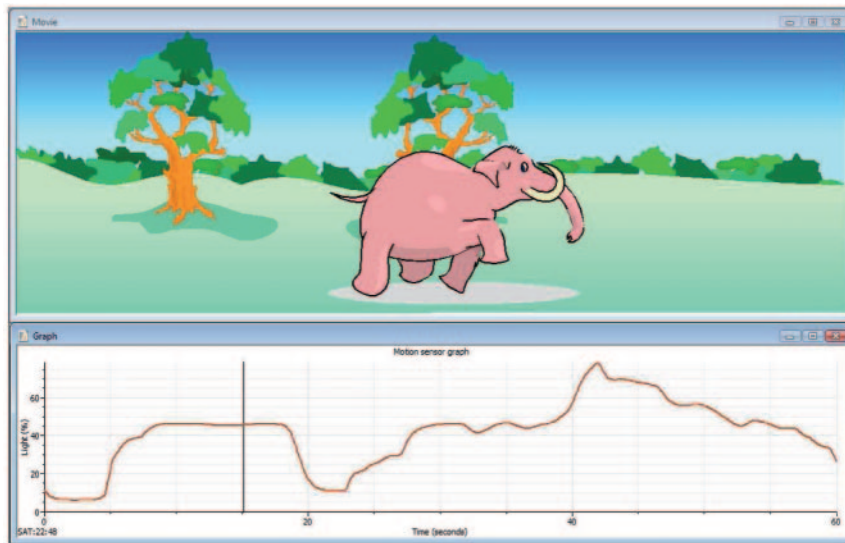 Movie
Graph
Motion sensor graph
60
40
20
0
Light (%)
0
20
40
60
SAT:22:48
Time (seconds)